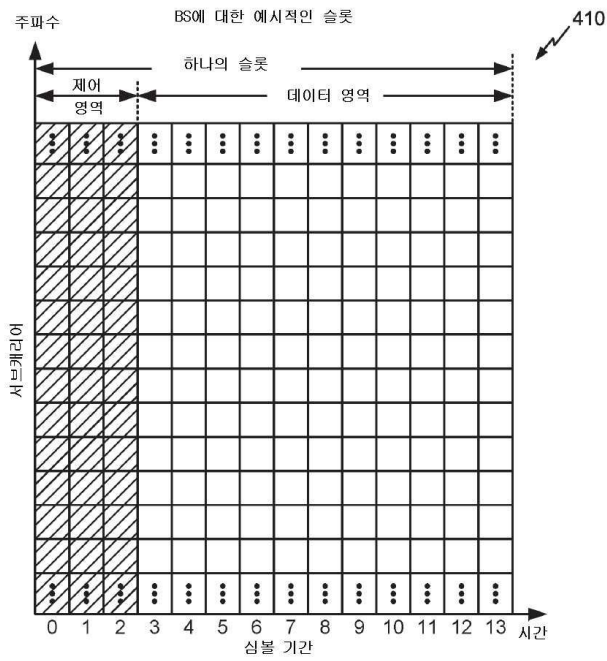 BS에 대한 예시적인 슬롯
410
주파수
하나의 슬롯
제어
영역
데이터 영역
서브캐리어
0 1 2 3 4 5 6 7 8 9 10 11 12 13
시간
심볼 기간